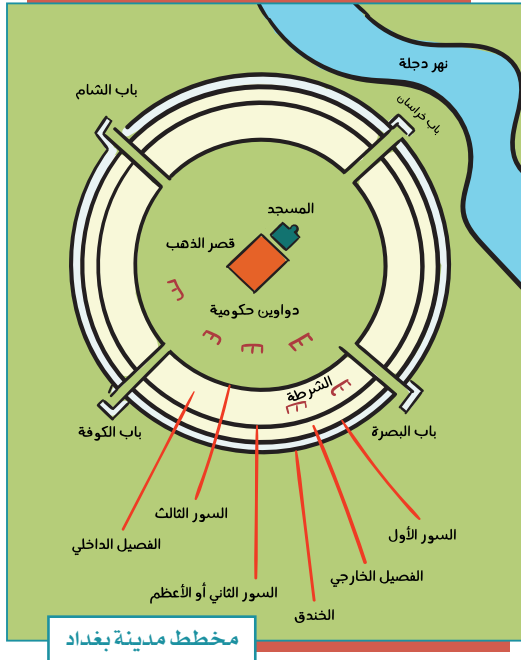 نهر دجلة
باب الشام
باب خراسان
المسجد
قصر الذهب
دواوين حكومية
الشرطة
باب الكوفة
باب البصرة
السور الثالث
السور الأول
الفصيل الداخلي
الفصيل الخارجي
السور الثاني أو الأعظم
الخندق
مخطط مدينة بغداد